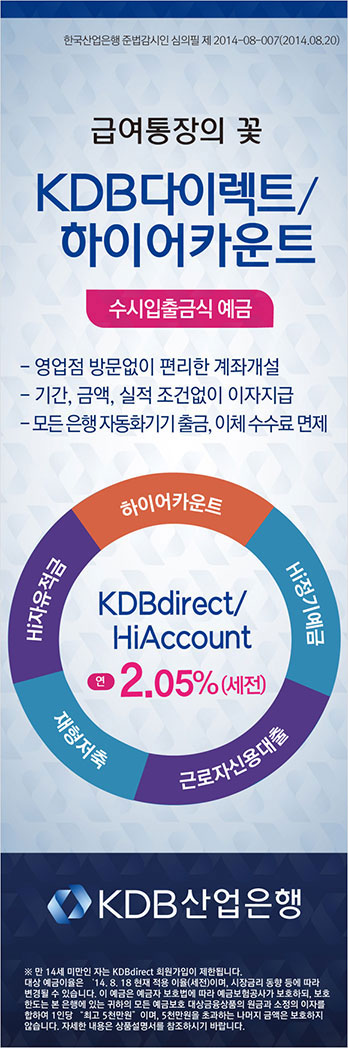 한국산업은행 준법감시인 심의필 제 2014-08-007(2014.08.20)
급여통장의 꽃
KDB다이렉트/
하이어카운트
수시입출금식 예금
- 영업점 방문없이 편리한 계좌개설
- 기간, 금액, 실적 조건없이 이자지급
- 모든 은행 자동화기기 출금, 이체 수수료 면제
하이어카운트
Hi자유적금
Hi정기예금
KDBdirect/
HiAccount
연 2.05%(세전)
재형저축
근로자신용대출
KDB산업은행
※ 만 14세 미만인 자는 KDBdirect 회원가입이 제한됩니다.
대상 예금이율은 '14. 8. 18 현재 적용 이율(세전)이며, 시장금리 동향 등에 따라
변경될 수 있습니다. 이 예금은 예금자 보호법에 따라 예금보험공사가 보호하되, 보호
한도는 본 은행에 있는 귀하의 모든 예금보호 대상금융상품의 원금과 소정의 이자를
합하여 1인당 "최고 5천만원"이며, 5천만원을 초과하는 나머지 금액은 보호하지
않습니다. 자세한 내용은 상품설명서를 참조하시기 바랍니다.